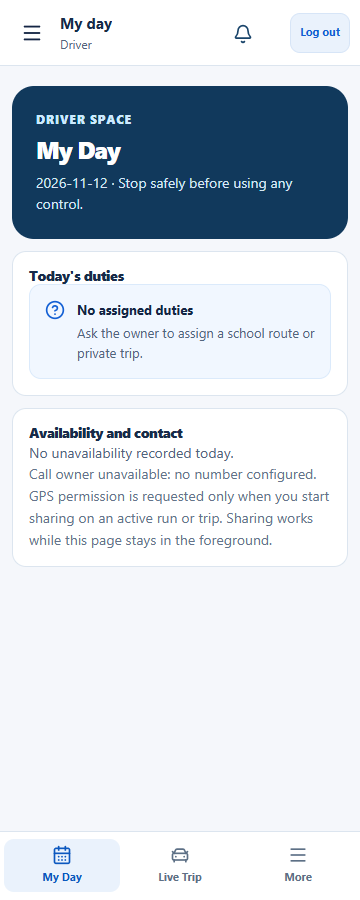 My day
Driver
Log out
DRIVER SPACE
My Day
2026-11-12 · Stop safely before using any
control.
Today's duties
No assigned duties
Ask the owner to assign a school route or
private trip.
Availability and contact
No unavailability recorded today.
Call owner unavailable: no number configured.
GPS permission is requested only when you start
sharing on an active run or trip. Sharing works
while this page stays in the foreground.
My Day
Live Trip
More